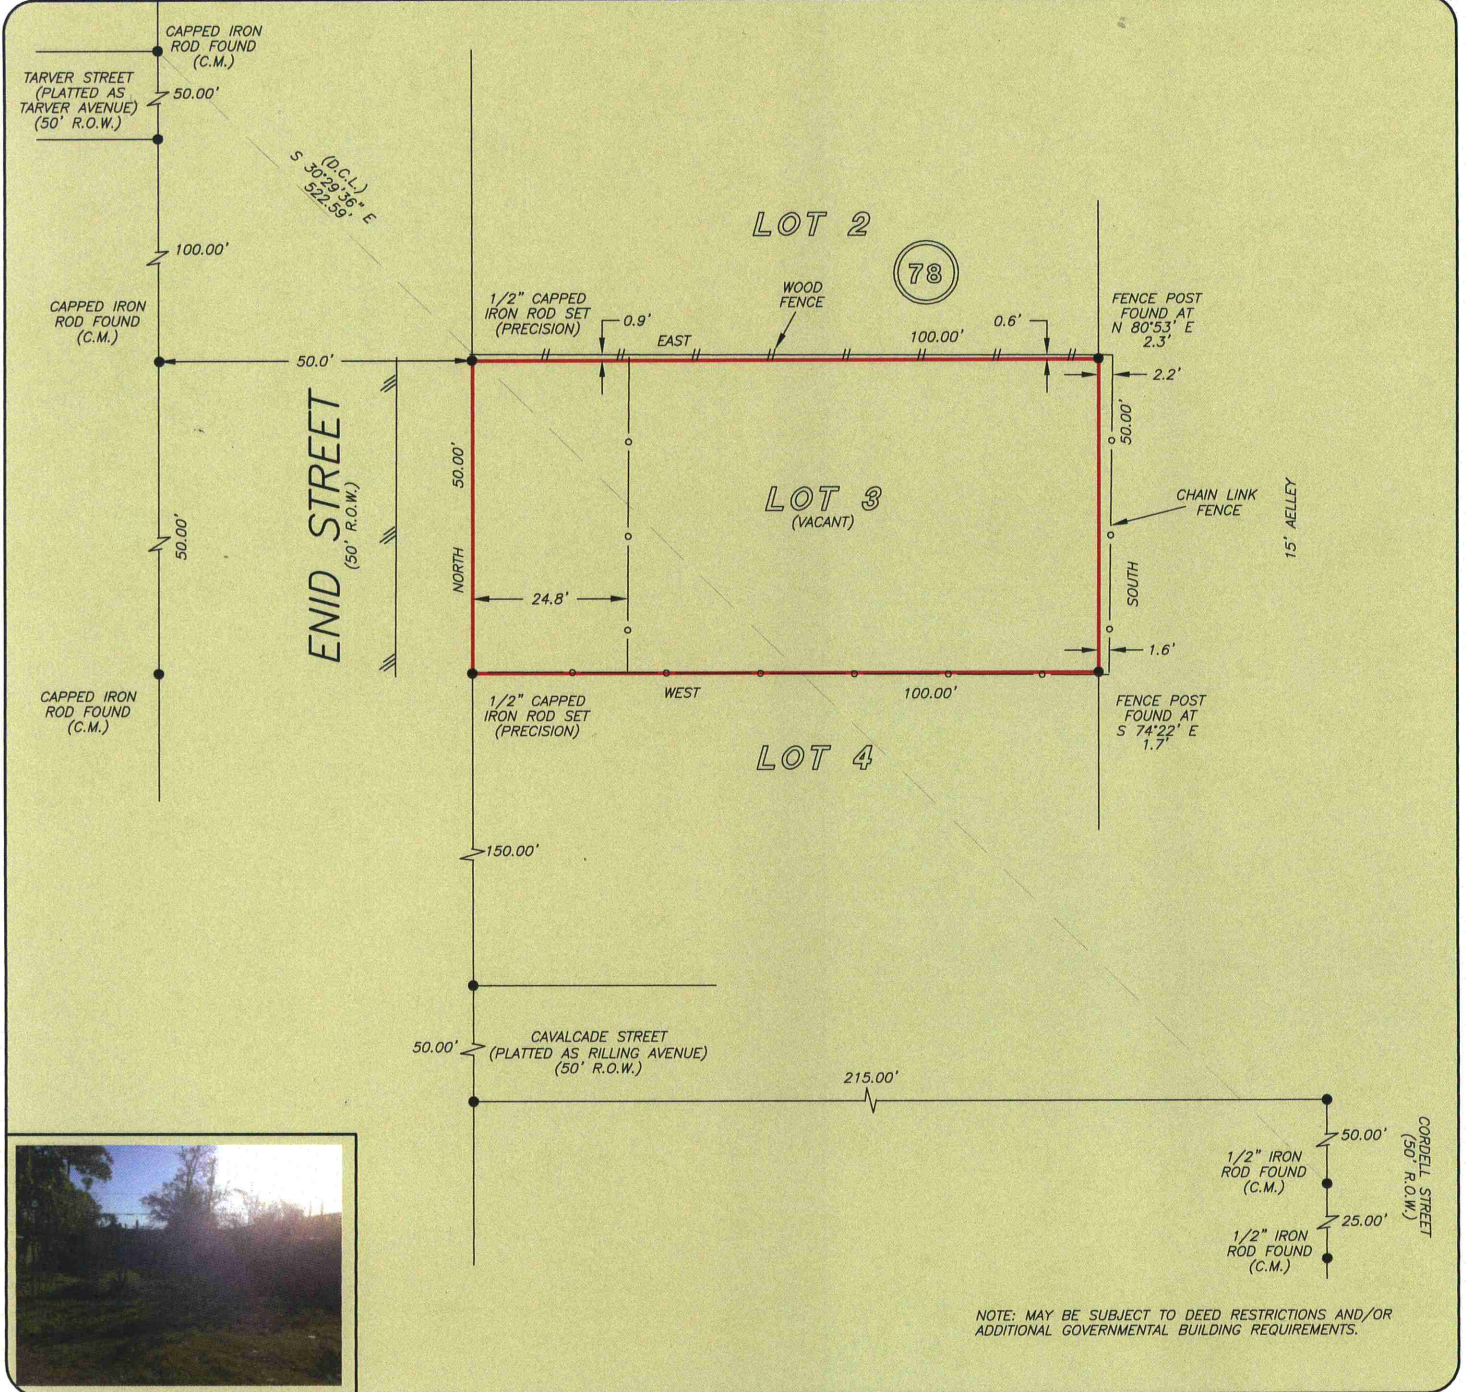 CAPPED IRON
ROD FOUND
(C.M.)
TARVER STREET
(PLATTED AS
TARVER AVENUE)
(50' R.O.W.)
50.00'
(D.C.L.)
S 30°29'36" E
522.59'
100.00'
LOT 2
78
CAPPED IRON
ROD FOUND
(C.M.)
1/2" CAPPED
IRON ROD SET
(PRECISION)
0.9'
WOOD
FENCE
0.6'
FENCE POST
FOUND AT
N 80°53' E
2.3'
EAST
100.00'
50.0'
2.2'
ENID STREET
(50' R.O.W.)
50.00'
NORTH
50.00'
LOT 3
(VACANT)
50.00'
SOUTH
CHAIN LINK
FENCE
15' AELLEY
24.8'
1.6'
CAPPED IRON
ROD FOUND
(C.M.)
1/2" CAPPED
IRON ROD SET
(PRECISION)
WEST
100.00'
FENCE POST
FOUND AT
S 74°22' E
1.7'
LOT 4
150.00'
50.00'
CAVALCADE STREET
(PLATTED AS RILLING AVENUE)
(50' R.O.W.)
215.00'
50.00'
1/2" IRON
ROD FOUND
(C.M.)
25.00'
1/2" IRON
ROD FOUND
(C.M.)
CORDELL STREET
(50' R.O.W.)
NOTE: MAY BE SUBJECT TO DEED RESTRICTIONS AND/OR
ADDITIONAL GOVERNMENTAL BUILDING REQUIREMENTS.